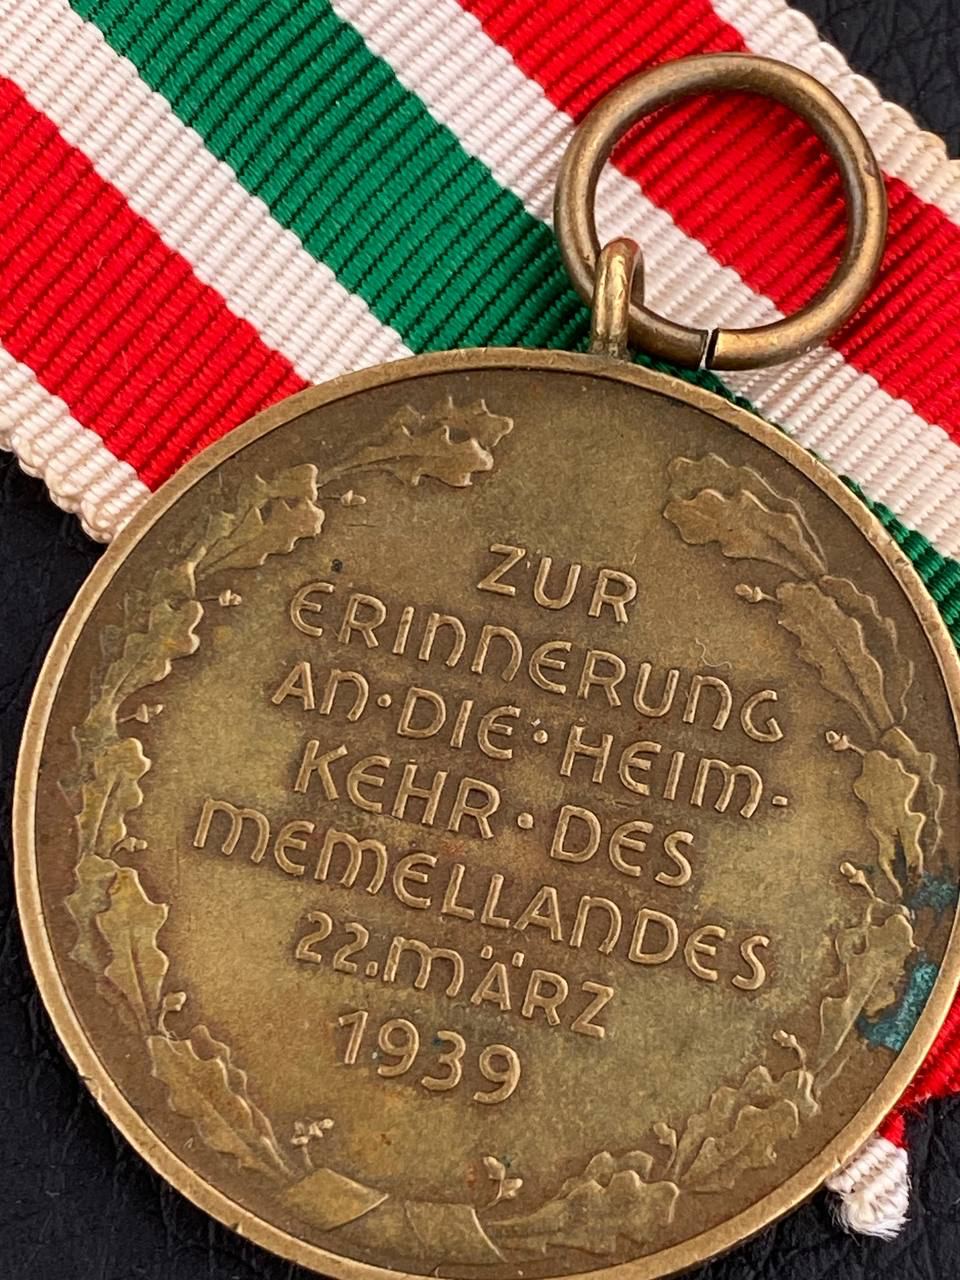 ZUR
ERINNERUNG
AN·DIE·HEIM-
KEHR·DES
MEMELLANDES
22.MÄRZ
1939